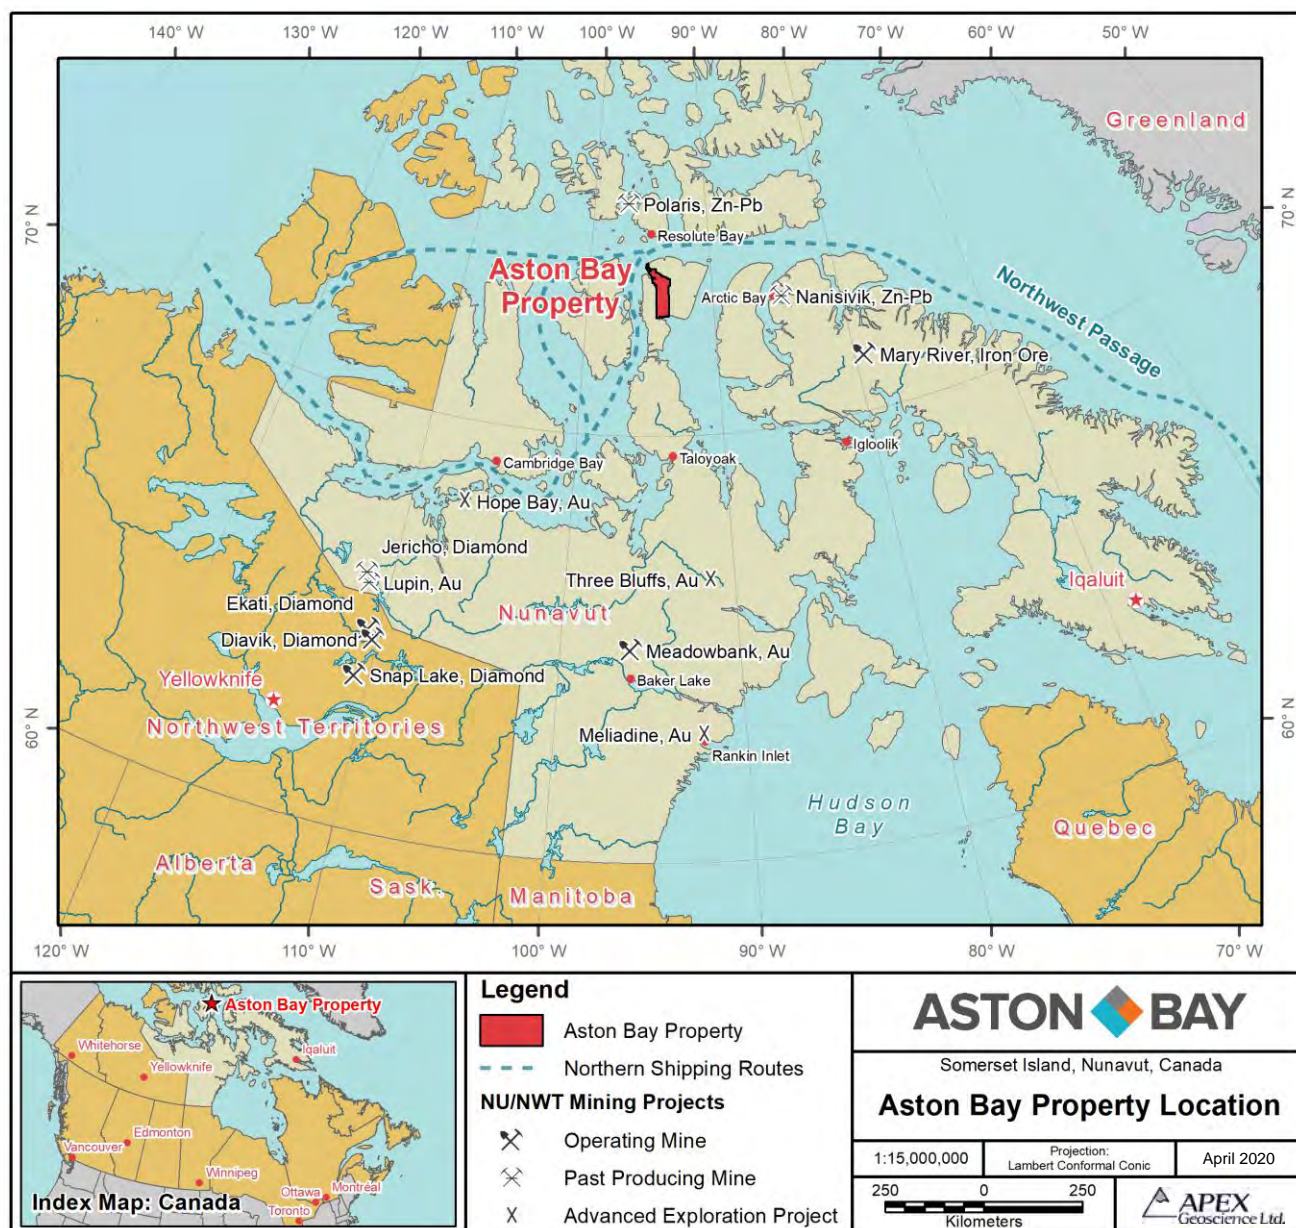 140° W
130° W
120° W
110° W
100° W
90° W
80° W
70° W
60° W
50° W
Greenland
70° N
70° N
Polaris, Zn-Pb
Resolute Bay
Aston Bay
Property
Arctic Bay
Nanisivik, Zn-Pb
Northwest Passage
Mary River, Iron Ore
Igloolik
Cambridge Bay
Taloyoak
Hope Bay, Au
Jericho, Diamond
Lupin, Au
Three Bluffs, Au
Iqaluit
Ekati, Diamond
Nunavut
Diavik, Diamond
Meadowbank, Au
Snap Lake, Diamond
Baker Lake
Yellowknife
Northwest Territories
60° N
60° N
Meliadine, Au
Rankin Inlet
Hudson
Bay
Quebec
Alberta
Sask.
Manitoba
120° W
110° W
100° W
90° W
80° W
70° W
Aston Bay Property
Whitehorse
Iqaluit
Yellowknife
Edmonton
Vancouver
Winnipeg
Ottawa
Montréal
Toronto
Index Map: Canada
Legend
Aston Bay Property
Northern Shipping Routes
NU/NWT Mining Projects
Operating Mine
Past Producing Mine
Advanced Exploration Project
ASTON BAY
Somerset Island, Nunavut, Canada
Aston Bay Property Location
1:15,000,000
Projection:
Lambert Conformal Conic
April 2020
250 0 250
Kilometers
APEX
Geoscience Ltd.